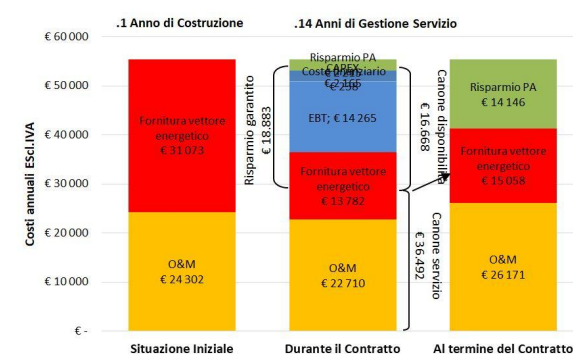 .1 Anno di Costruzione
.14 Anni di Gestione Servizio
Costi annuali EScl.IVA
€ 60 000
€ 50 000
€ 40 000
€ 30 000
€ 20 000
€ 10 000
€ -
Fornitura vettore
energetico
€ 31 073
O&M
€ 24 302
Situazione Iniziale
Risparmio garantito
€ 18.883
Risparmio PA
CAPEX
€ 2 165
€ 238
EBT; € 14 265
Fornitura vettore
energetico
€ 13 782
O&M
€ 22 710
Durante il Contratto
Canone disponibilità
€ 16.668
Canone servizio
€ 36.492
Risparmio PA
€ 14 146
Fornitura vettore
energetico
€ 15 058
O&M
€ 26 171
Al termine del Contratto